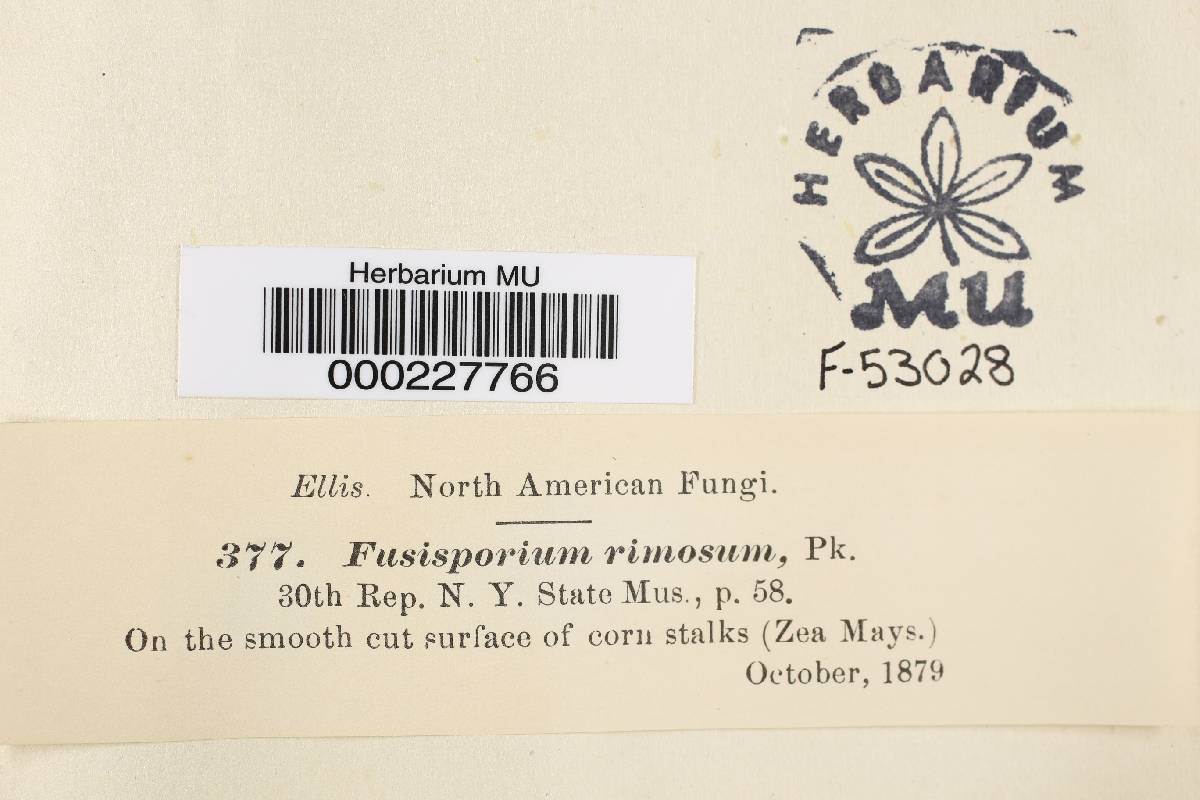 HERBARIUM
MU
F-53028
Herbarium MU
000227766
Ellis. North American Fungi.
377. Fusisporium rimosum, Pk.
30th Rep. N. Y. State Mus., p. 58.
On the smooth cut surface of corn stalks (Zea Mays.)
October, 1879